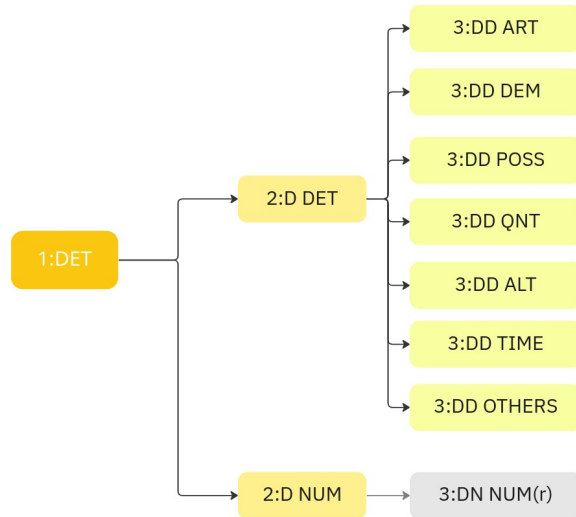 3:DD ART
3:DD DEM
3:DD POSS
2:D DET
3:DD QNT
1:DET
3:DD ALT
3:DD TIME
3:DD OTHERS
2:D NUM
3:DN NUM(r)